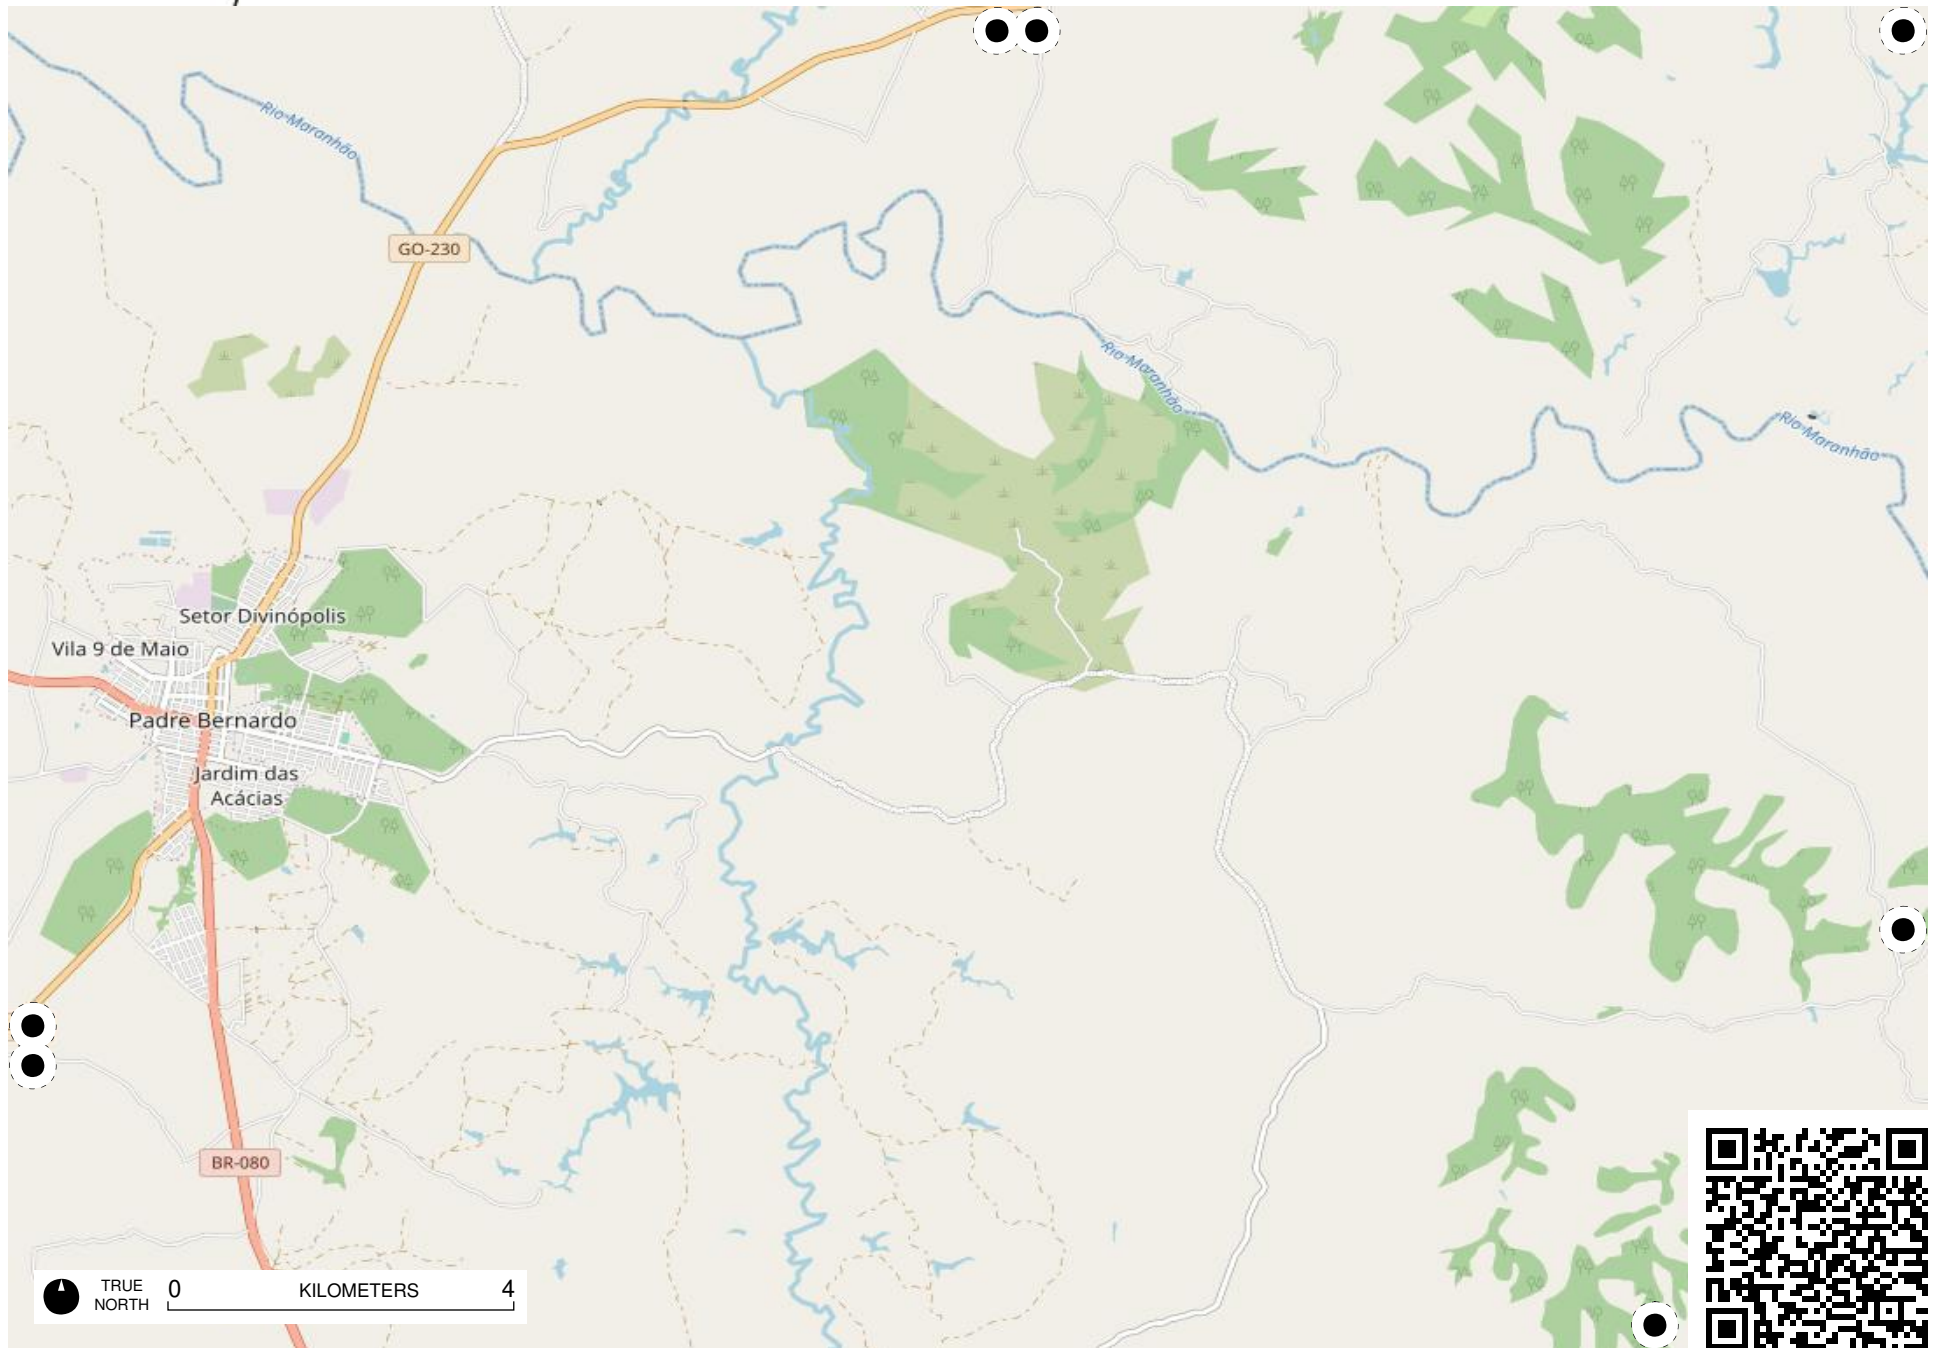 Rio Maranhão
GO-230
Rio Maranhão
Rio Maranhão
Setor Divinópolis
Vila 9 de Maio
Padre Bernardo
Jardim das
Acácias
BR-080
TRUE
NORTH
0 KILOMETERS 4